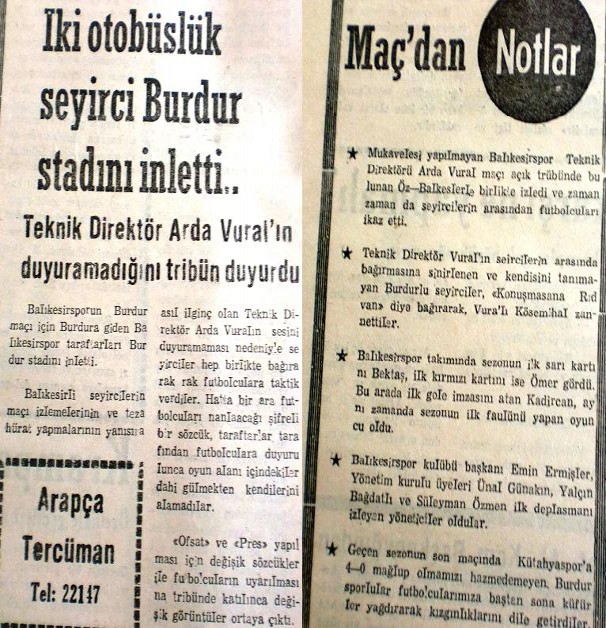 İki otobüslük
seyirci Burdur
stadını inletti..
Teknik Direktör Arda Vural'ın
duyuramadığını tribün duyurdu
Balıkesirsporun Burdur
maçı için Burdura giden Ba
lıkesirspor taraftarları Bur
dur stadını inletti.
Balıkesirli seyircilerin
maçı izlemelerinin ve teza
hürat yapmalarının yanısıra
Arapça
Tercüman
Tel: 22147
asıl ilginç olan Teknik Di-
rektör Arda Vuralın sesini
duyuramaması nedeniyle se
yirciler hep birlikte bağıra
rak rak futbolculara taktik
verdiler. Hatta bir ara fut-
bolcuları nanlaacağı şifreli
bir sözcük, taraftarlar tara
fından futbolculara duyuru
lunca oyun alanı içindekiler
dahi gülmekten kendilerini
alamadılar.
«Ofsat» ve «Pres» yapıl
ması için değişik sözcükler
ile futbolcuların uyarılması
na tribünde katılınca deği-
şik görüntüler ortaya çıktı.
Maç'dan Notlar
★ Mukavelesi yapılmayan Balıkesirspor Teknik
Direktörü Arda Vural maçı açık trübünde bu
lunan Öz-Balkeslerle birlikte izledi ve zaman
zaman da seyircilerin arasından futbolcuları
ikaz etti.
★ Teknik Direktör Vural'ın seircilerin arasında
bağırmasına sinirlenen ve kendisini tanıma-
yan Burdurlu seyirciler, «Konuşmasana Rıd
van» diye bağırarak, Vura'lı Kösemihal zan-
nettiler.
★ Balıkesirspor takımında sezonun ilk sarı kartı
nı Bektaş, ilk kırmızı kartını ise Ömer gördü.
Bu arada ilk gole imzasını atan Kadircan, ay
nı zamanda sezonun ilk faulünü yapan oyun
cu oldu.
★ Balıkesirspor kulübü başkanı Emin Ermişler,
Yönetim kurulu üyeleri Ünal Günakın, Yalçın
Bağdatlı ve Süleyman Özmen ilk deplasmanı
izleyen yöneticiler oldular.
★ Geçen sezonun son maçında Kütahyaspor'a
4-0 mağlup olmamızı hazmedemeyen, Burdur
sporlular futbolcularımıza baştan sona küfür
ler yağdırarak kızgınlıklarını dile getirdiler.